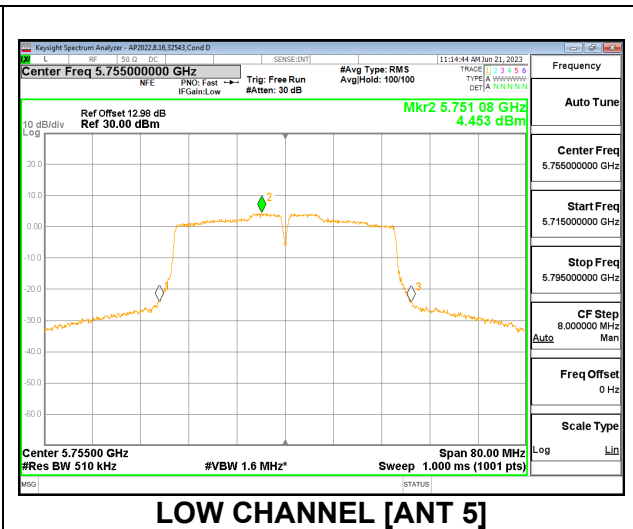 Keysight Spectrum Analyzer - AP2022.8.16,32543,Cond D
L RF 50 Ω DC SENSE:INT 11:14:44 AM Jun 21, 2023
Center Freq 5.755000000 GHz
NFE
PNO: Fast
IFGain:Low
Trig: Free Run
#Atten: 30 dB
#Avg Type: RMS
Avg|Hold: 100/100
TRACE 1 2 3 4 5 6
TYPE A WWWWW
DET A N N N N N
Ref Offset 12.98 dB
10 dB/div Ref 30.00 dBm
Log
Mkr2 5.751 08 GHz
4.453 dBm
20.0
10.0
0.00
-10.0
-20.0
-30.0
-40.0
-50.0
-60.0
1
2
3
Center 5.75500 GHz Span 80.00 MHz
#Res BW 510 kHz #VBW 1.6 MHz* Sweep 1.000 ms (1001 pts)
MSG STATUS
Frequency
Auto Tune
Center Freq
5.755000000 GHz
Start Freq
5.715000000 GHz
Stop Freq
5.795000000 GHz
CF Step
8.000000 MHz
Auto Man
Freq Offset
0 Hz
Scale Type
Log Lin
LOW CHANNEL [ANT 5]